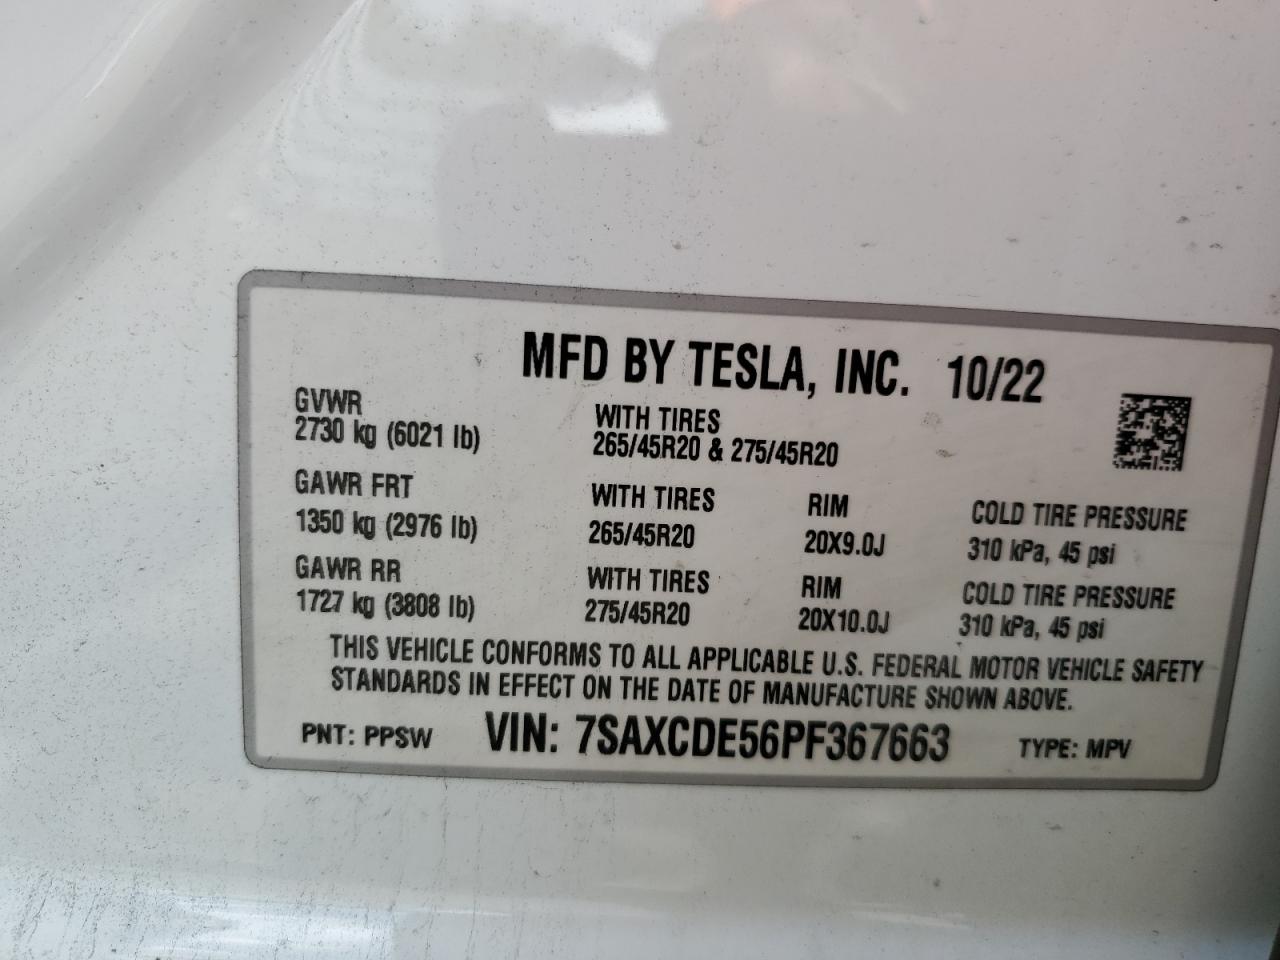 MFD BY TESLA, INC. 10/22
GVWR
2730 kg (6021 lb)
WITH TIRES
265/45R20 & 275/45R20
GAWR FRT WITH TIRES RIM COLD TIRE PRESSURE
1350 kg (2976 lb) 265/45R20 20X9.0J 310 kPa, 45 psi
GAWR RR WITH TIRES RIM COLD TIRE PRESSURE
1727 kg (3808 lb) 275/45R20 20X10.0J 310 kPa, 45 psi
THIS VEHICLE CONFORMS TO ALL APPLICABLE U.S. FEDERAL MOTOR VEHICLE SAFETY
STANDARDS IN EFFECT ON THE DATE OF MANUFACTURE SHOWN ABOVE.
PNT: PPSW VIN: 7SAXCDE56PF367663 TYPE: MPV